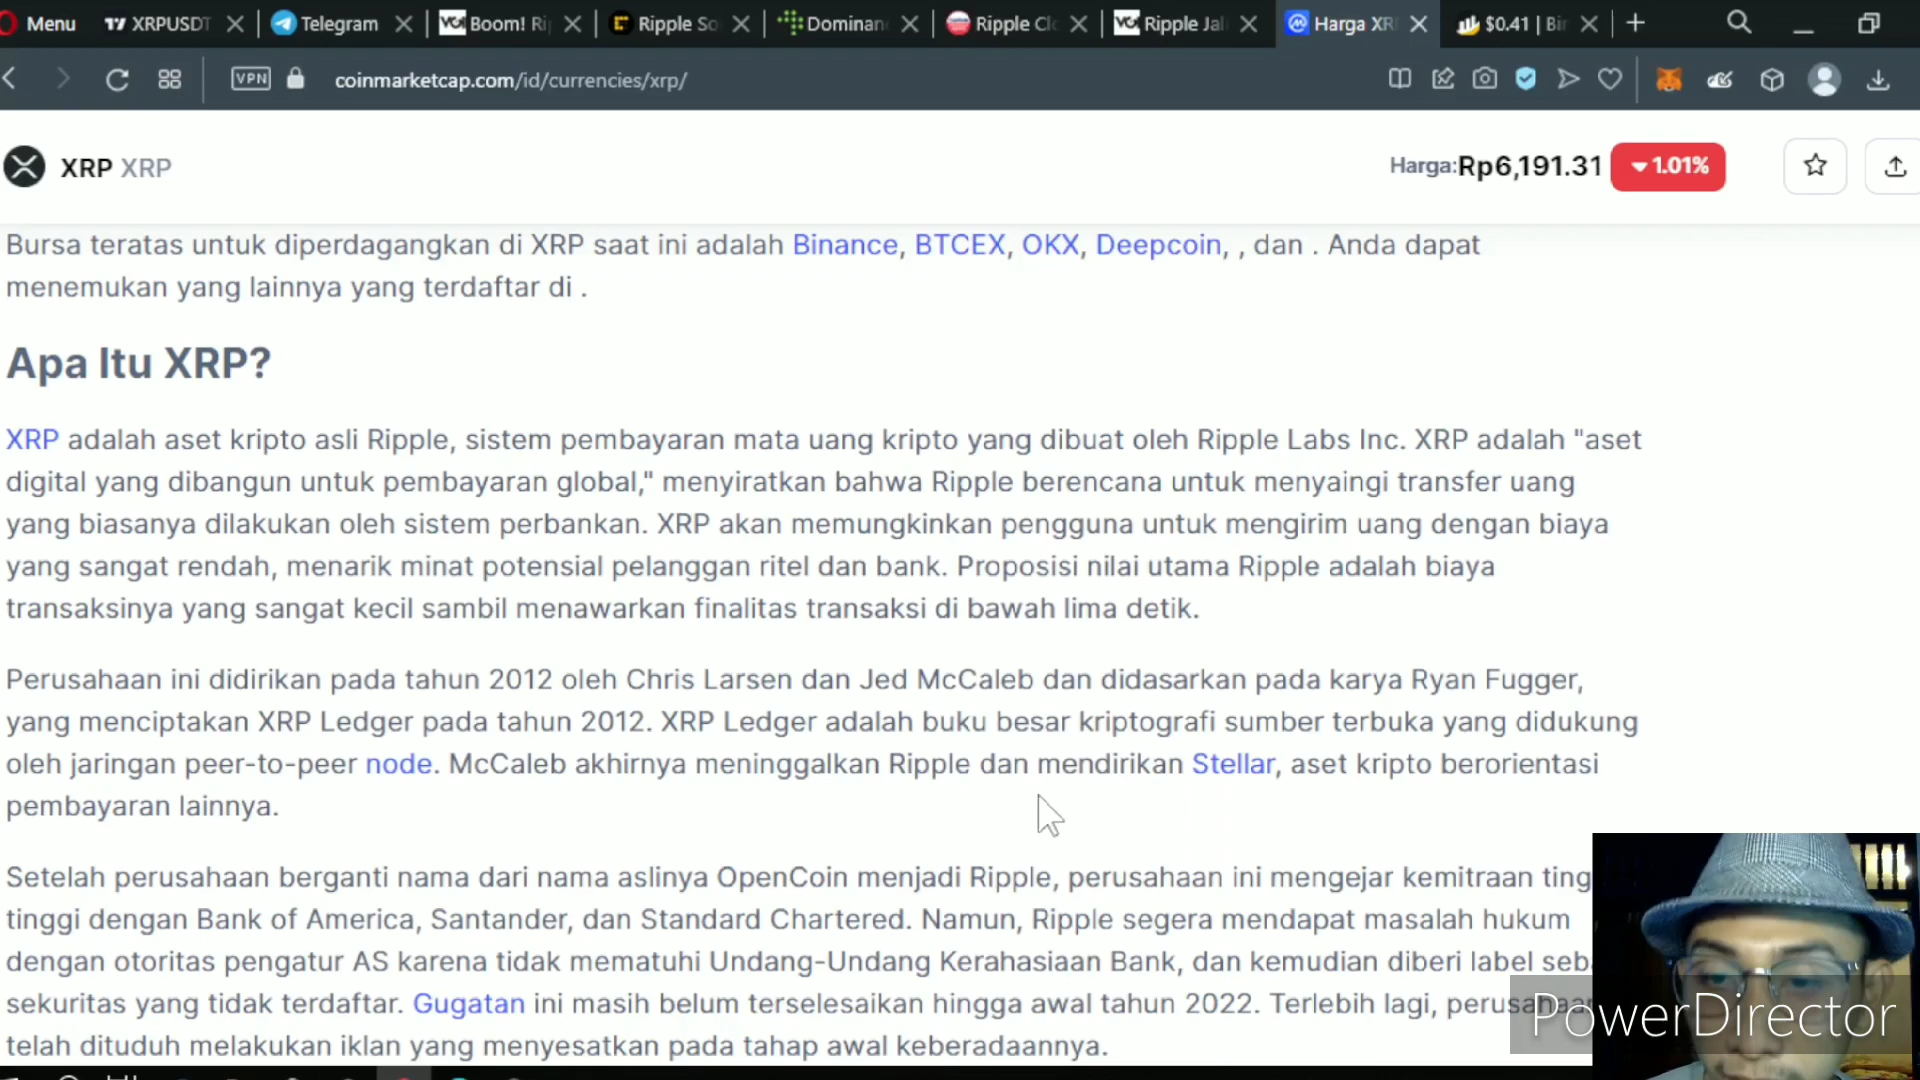 Menu XRPUSDT Telegram Boom! Ri Ripple So Dominan Ripple Cl Ripple Jal Harga XR $0.41 | Bi
VPN coinmarketcap.com/id/currencies/xrp/
XRP XRP Harga:Rp6,191.31 1.01%
Bursa teratas untuk diperdagangkan di XRP saat ini adalah Binance, BTCEX, OKX, Deepcoin, , dan . Anda dapat
menemukan yang lainnya yang terdaftar di .
Apa Itu XRP?
XRP adalah aset kripto asli Ripple, sistem pembayaran mata uang kripto yang dibuat oleh Ripple Labs Inc. XRP adalah "aset
digital yang dibangun untuk pembayaran global," menyiratkan bahwa Ripple berencana untuk menyaingi transfer uang
yang biasanya dilakukan oleh sistem perbankan. XRP akan memungkinkan pengguna untuk mengirim uang dengan biaya
yang sangat rendah, menarik minat potensial pelanggan ritel dan bank. Proposisi nilai utama Ripple adalah biaya
transaksinya yang sangat kecil sambil menawarkan finalitas transaksi di bawah lima detik.
Perusahaan ini didirikan pada tahun 2012 oleh Chris Larsen dan Jed McCaleb dan didasarkan pada karya Ryan Fugger,
yang menciptakan XRP Ledger pada tahun 2012. XRP Ledger adalah buku besar kriptografi sumber terbuka yang didukung
oleh jaringan peer-to-peer node. McCaleb akhirnya meninggalkan Ripple dan mendirikan Stellar, aset kripto berorientasi
pembayaran lainnya.
Setelah perusahaan berganti nama dari nama aslinya OpenCoin menjadi Ripple, perusahaan ini mengejar kemitraan ting
tinggi dengan Bank of America, Santander, dan Standard Chartered. Namun, Ripple segera mendapat masalah hukum
dengan otoritas pengatur AS karena tidak mematuhi Undang-Undang Kerahasiaan Bank, dan kemudian diberi label seb
sekuritas yang tidak terdaftar. Gugatan ini masih belum terselesaikan hingga awal tahun 2022. Terlebih lagi, perusahaan
telah dituduh melakukan iklan yang menyesatkan pada tahap awal keberadaannya.
PowerDirector